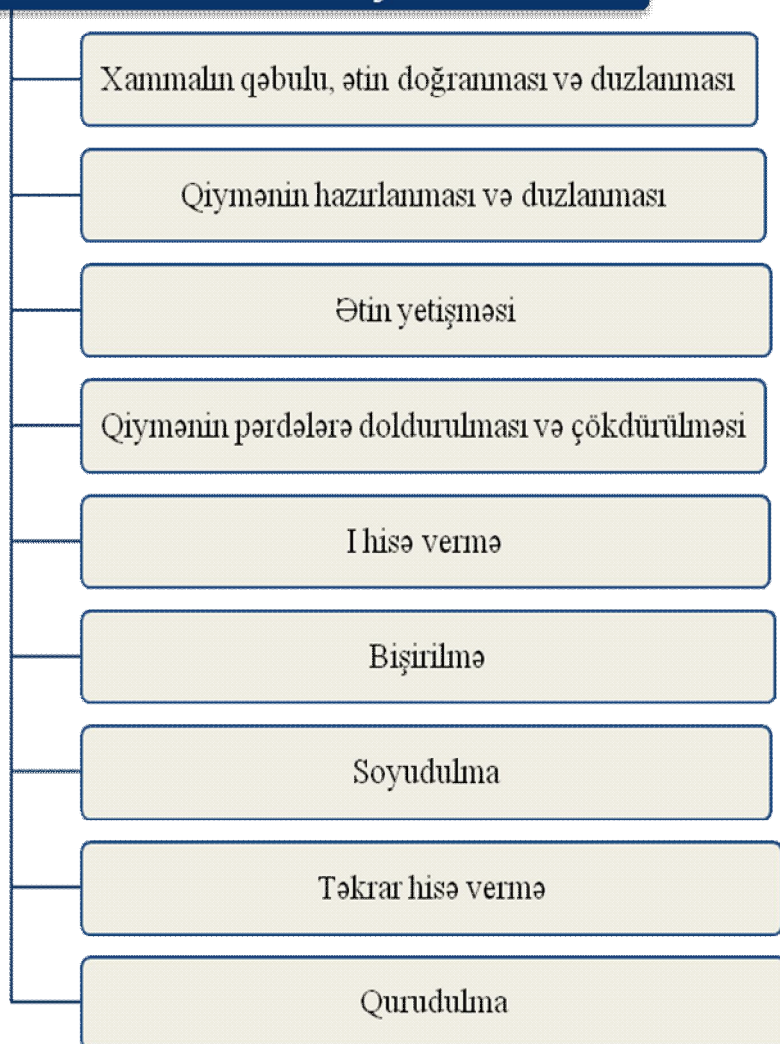 Xammalın qəbulu, ətin doğranması və duzlanması
Qiymənin hazırlanması və duzlanması
Ətin yetişməsi
Qiymənin pərdələrə doldurulması və çökdürülməsi
I hisə vermə
Bişirilmə
Soyudulma
Təkrar hisə vermə
Qurudulma